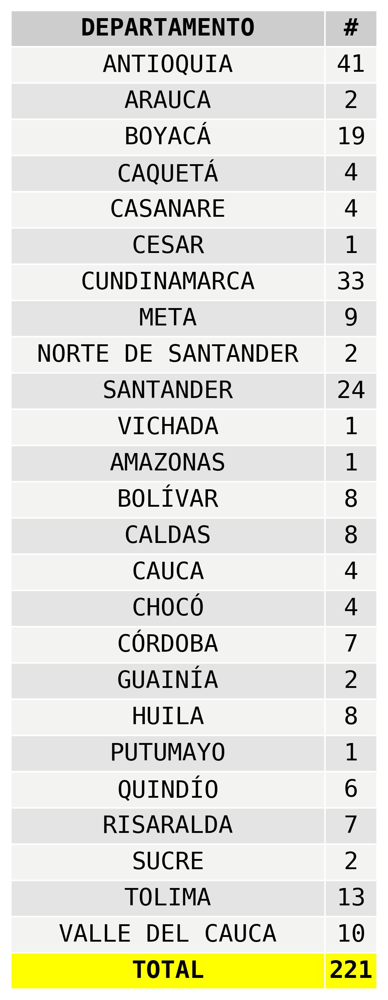 DEPARTAMENTO #
ANTIOQUIA 41
ARAUCA 2
BOYACÁ 19
CAQUETÁ 4
CASANARE 4
CESAR 1
CUNDINAMARCA 33
META 9
NORTE DE SANTANDER 2
SANTANDER 24
VICHADA 1
AMAZONAS 1
BOLÍVAR 8
CALDAS 8
CAUCA 4
CHOCÓ 4
CÓRDOBA 7
GUAINÍA 2
HUILA 8
PUTUMAYO 1
QUINDÍO 6
RISARALDA 7
SUCRE 2
TOLIMA 13
VALLE DEL CAUCA 10
TOTAL 221